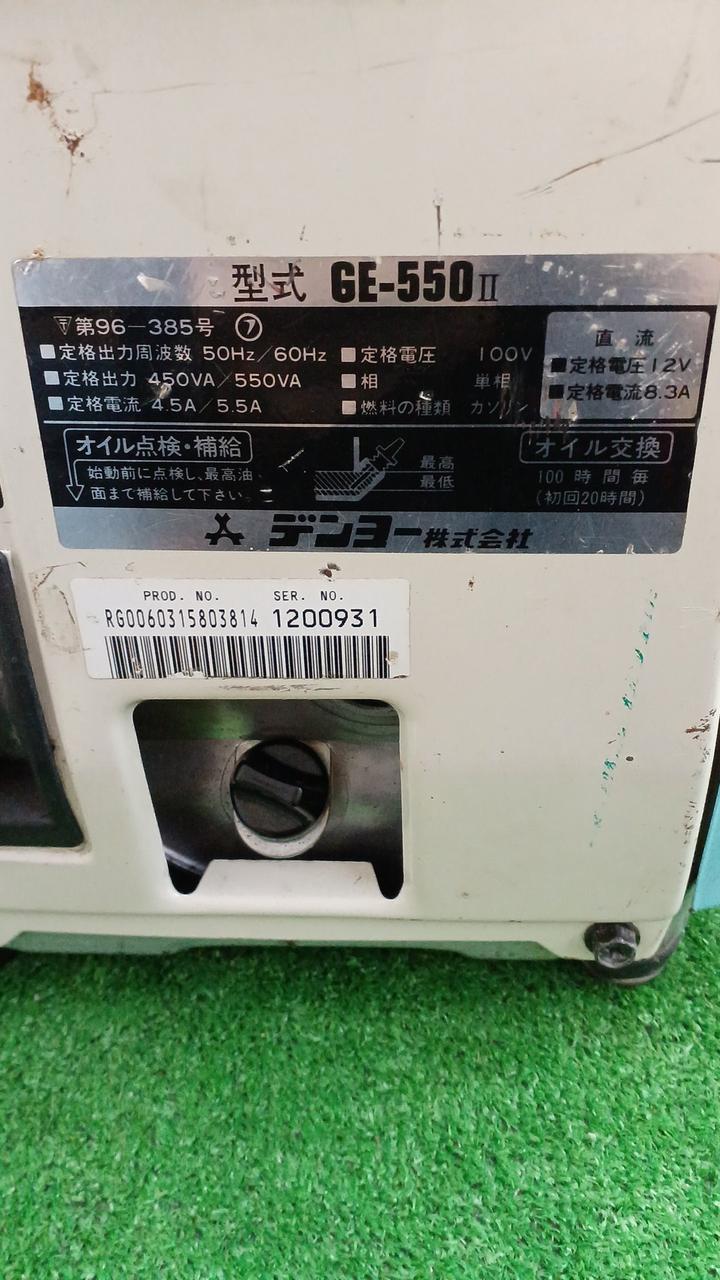 型式 GE-550 II
〒 第96-385号 ⑦
■定格出力周波数 50Hz/60Hz ■定格電圧 100V
■定格出力 450VA/550VA ■相 単相
■定格電流 4.5A/5.5A ■燃料の種類 ガソリン
直 流
■定格電圧12V
■定格電流8.3A
オイル点検・補給
始動前に点検し、最高油
面まで補給して下さい
最高
最低
オイル交換
100時間毎
(初回20時間)
デンヨー株式会社
PROD. NO. SER. NO.
RG0060315803814 1200931